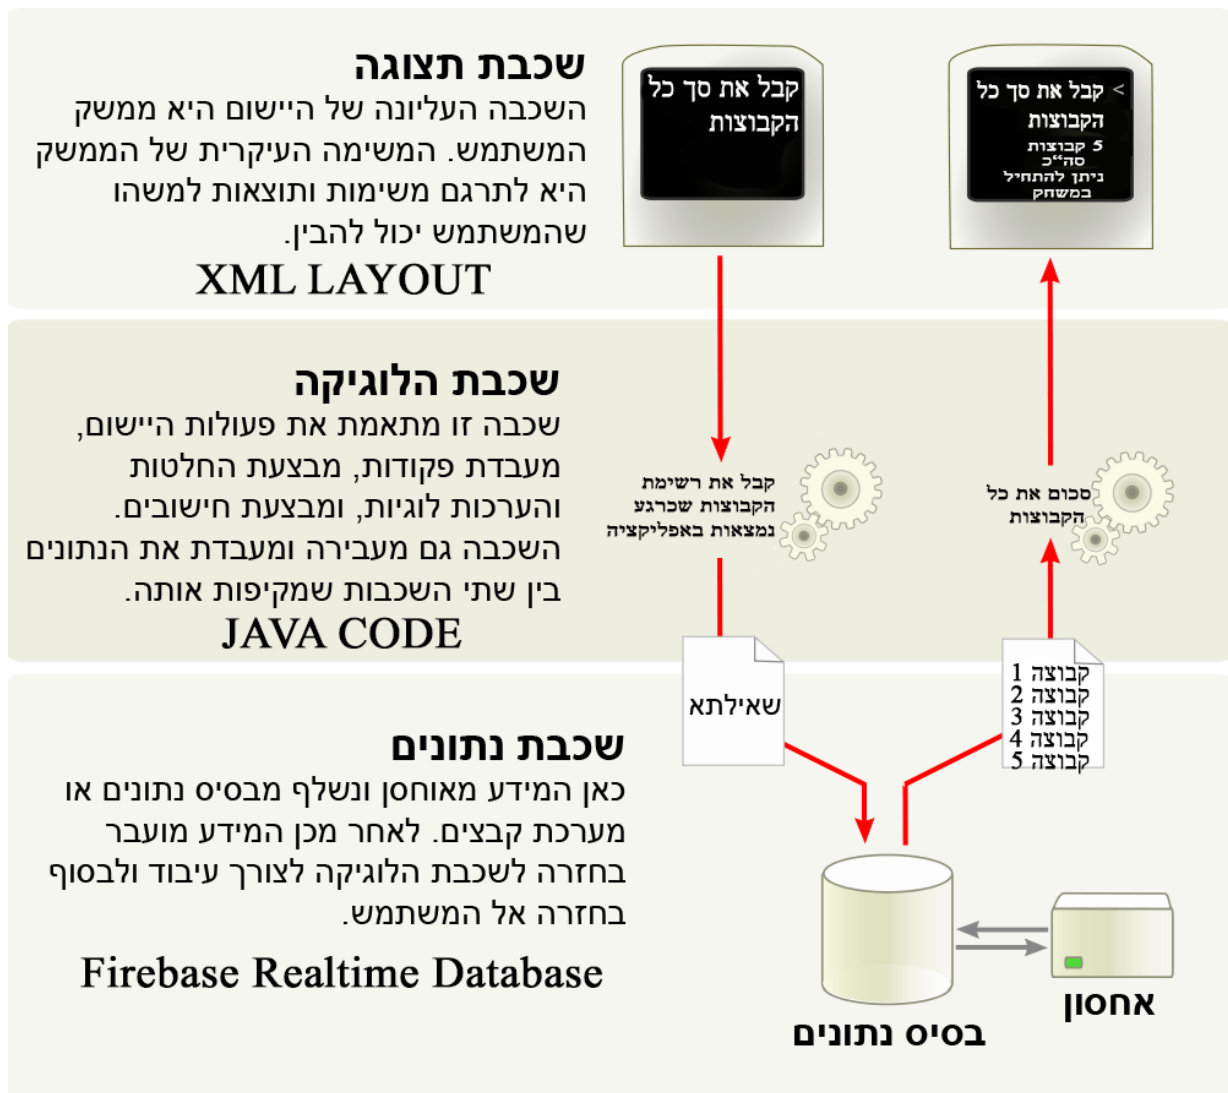 שכבת תצוגה
השכבה העליונה של היישום היא ממשק
המשתמש. המשימה העיקרית של הממשק
היא לתרגם משימות ותוצאות למשהו
שהמשתמש יכול להבין.
XML LAYOUT
קבל את סך כל
הקבוצות
> קבל את סך כל
הקבוצות
5 קבוצות
סה"כ
ניתן להתחיל
במשחק
שכבת הלוגיקה
שכבה זו מתאמת את פעולות היישום,
מעבדת פקודות, מבצעת החלטות
והערכות לוגיות, ומבצעת חישובים.
השכבה גם מעבירה ומעבדת את הנתונים
בין שתי השכבות שמקיפות אותה.
JAVA CODE
קבל את רשימת
הקבוצות שכרגע
נמצאות באפליקציה
סכום את כל
הקבוצות
שאילתא
קבוצה 1
קבוצה 2
קבוצה 3
קבוצה 4
קבוצה 5
שכבת נתונים
כאן המידע מאוחסן ונשלף מבסיס נתונים או
מערכת קבצים. לאחר מכן המידע מועבר
בחזרה לשכבת הלוגיקה לצורך עיבוד ולבסוף
בחזרה אל המשתמש.
Firebase Realtime Database
בסיס נתונים
אחסון